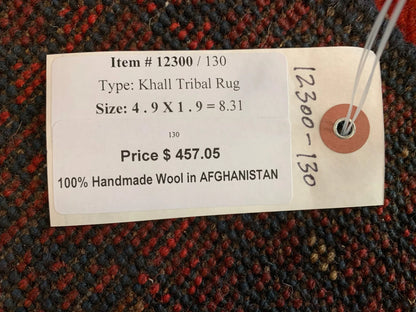 Item # 12300 / 130
Type: Khall Tribal Rug
Size: 4 . 9 X 1 . 9 = 8.31
130
Price $ 457.05
100% Handmade Wool in AFGHANISTAN
12300-130